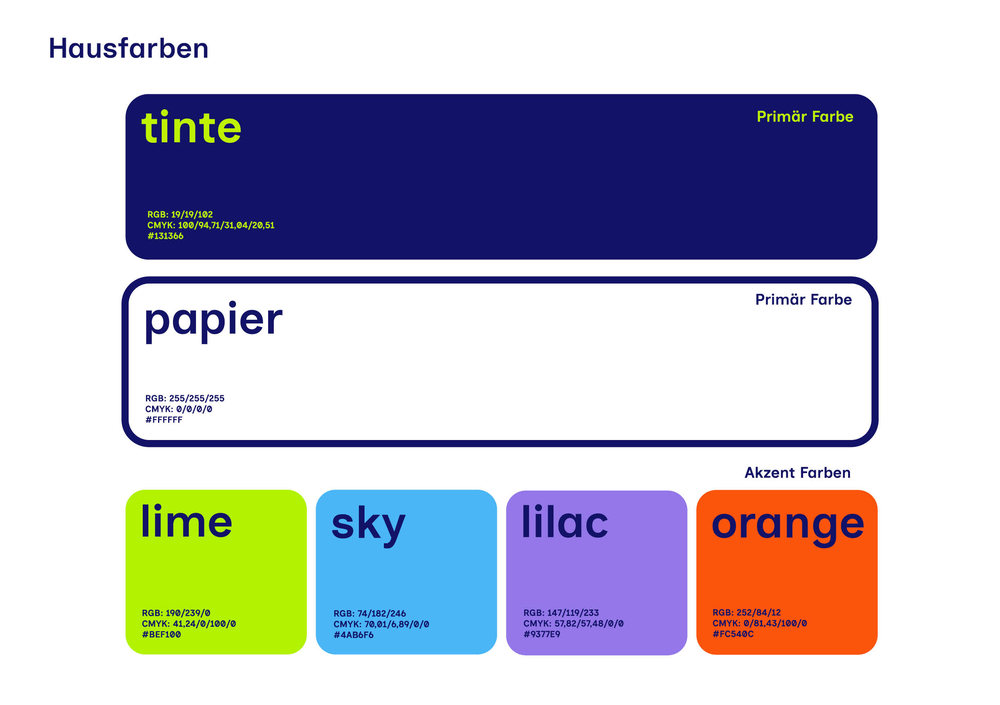 Hausfarben
tinte
Primär Farbe
RGB: 19/19/102
CMYK: 100/94,71/31,04/20,51
#131366
papier
Primär Farbe
RGB: 255/255/255
CMYK: 0/0/0/0
#FFFFFF
Akzent Farben
lime
RGB: 190/239/0
CMYK: 41,24/0/100/0
#BEF100
sky
RGB: 74/182/246
CMYK: 70,01/6,89/0/0
#4AB6F6
lilac
RGB: 147/119/233
CMYK: 57,82/57,48/0/0
#9377E9
orange
RGB: 252/84/12
CMYK: 0/81,43/100/0
#FC540C